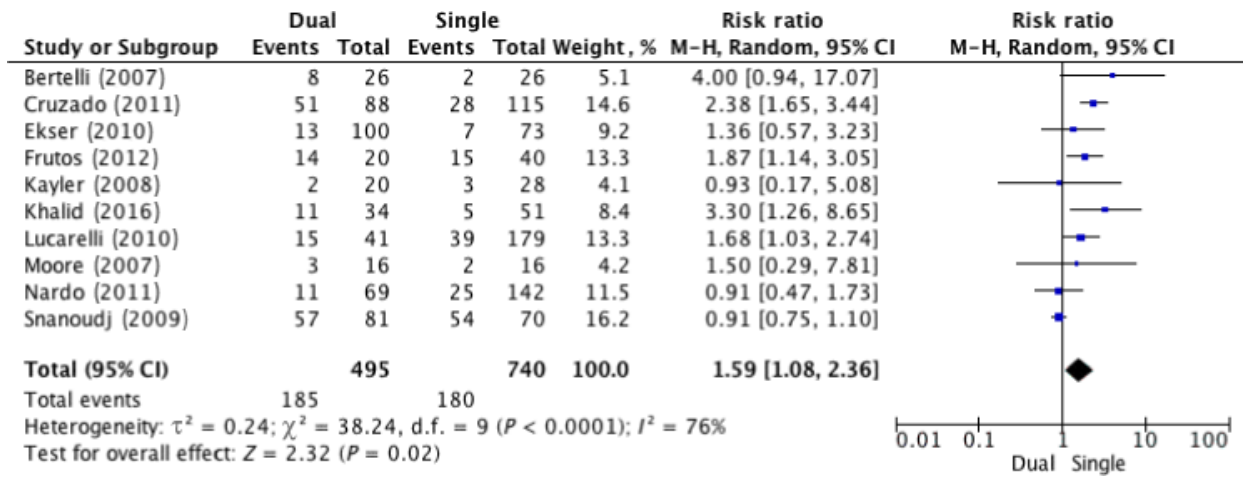 Dual Single Risk ratio Risk ratio
Study or Subgroup Events Total Events Total Weight, % M-H, Random, 95% CI M-H, Random, 95% CI
Bertelli (2007) 8 26 2 26 5.1 4.00 [0.94, 17.07]
Cruzado (2011) 51 88 28 115 14.6 2.38 [1.65, 3.44]
Ekser (2010) 13 100 7 73 9.2 1.36 [0.57, 3.23]
Frutos (2012) 14 20 15 40 13.3 1.87 [1.14, 3.05]
Kayler (2008) 2 20 3 28 4.1 0.93 [0.17, 5.08]
Khalid (2016) 11 34 5 51 8.4 3.30 [1.26, 8.65]
Lucarelli (2010) 15 41 39 179 13.3 1.68 [1.03, 2.74]
Moore (2007) 3 16 2 16 4.2 1.50 [0.29, 7.81]
Nardo (2011) 11 69 25 142 11.5 0.91 [0.47, 1.73]
Snanoudj (2009) 57 81 54 70 16.2 0.91 [0.75, 1.10]
Total (95% CI) 495 740 100.0 1.59 [1.08, 2.36]
Total events 185 180
Heterogeneity: τ² = 0.24; χ² = 38.24, d.f. = 9 (P < 0.0001); I² = 76%
Test for overall effect: Z = 2.32 (P = 0.02)
0.01 0.1 1 10 100
Dual Single